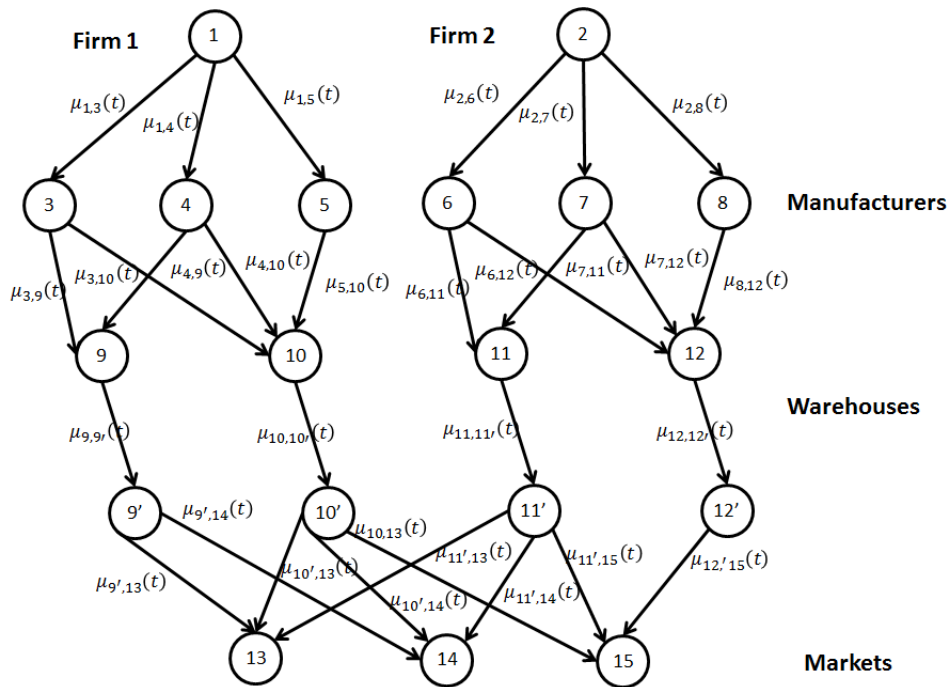 Firm 1
1
Firm 2
2
μ1,3(t)
μ1,4(t)
μ1,5(t)
μ2,6(t)
μ2,7(t)
μ2,8(t)
3
4
5
6
7
8
Manufacturers
μ3,9(t)
μ3,10(t)
μ4,9(t)
μ4,10(t)
μ5,10(t)
μ6,11(t)
μ6,12(t)
μ7,11(t)
μ7,12(t)
μ8,12(t)
9
10
11
12
Warehouses
μ9,9′(t)
μ10,10′(t)
μ11,11′(t)
μ12,12′(t)
9'
10'
11'
12'
μ9′,14(t)
μ10,13(t)
μ9′,13(t)
μ10′,13(t)
μ10′,14(t)
μ11′,13(t)
μ11′,14(t)
μ11′,15(t)
μ12,′15(t)
13
14
15
Markets